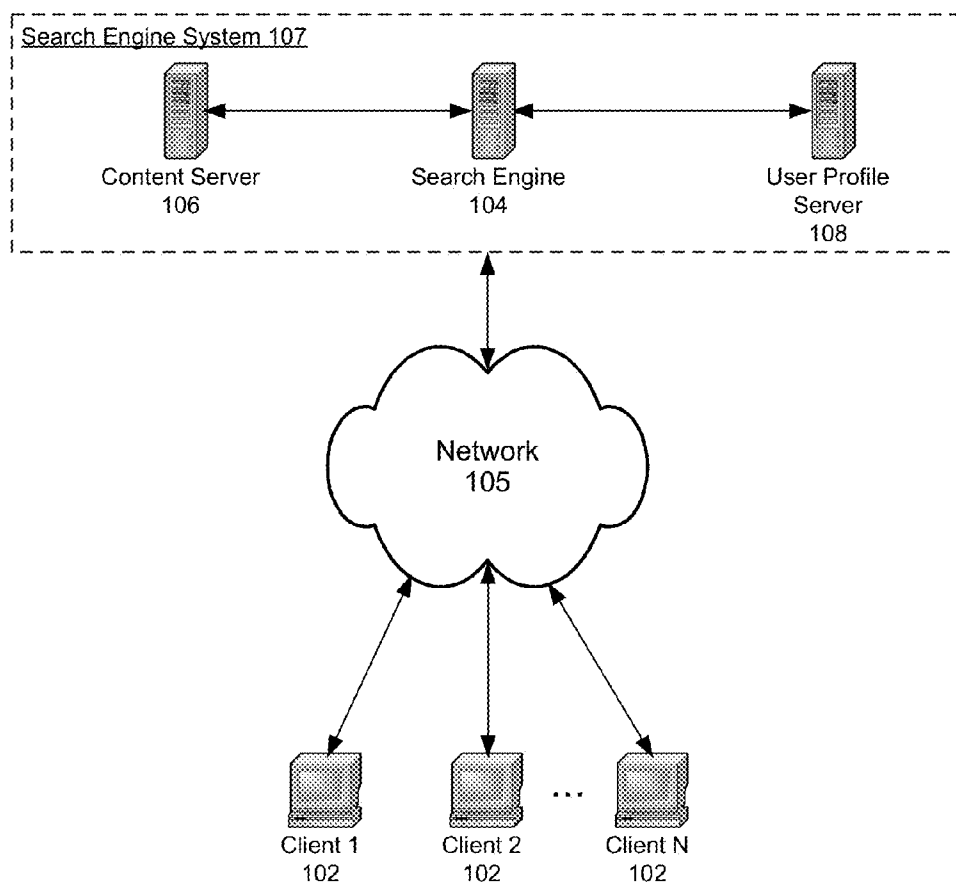 Search Engine System 107
Content Server
106
Search Engine
104
User Profile
Server
108
Network
105
Client 1
102
Client 2
102
...
Client N
102